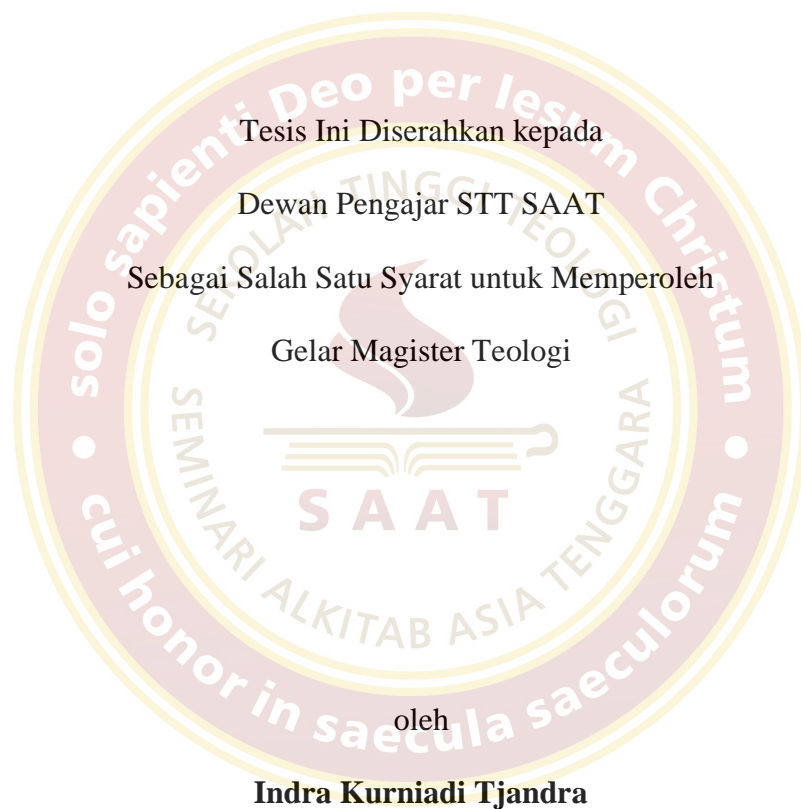 solo sapienti Deo per Iesum Christum
Tesis Ini Diserahkan kepada
SEKOLAH TINGGI TEOLOGI
Dewan Pengajar STT SAAT
Sebagai Salah Satu Syarat untuk Memperoleh
Gelar Magister Teologi
SAAT
SEMINARI ALKITAB ASIA TENGGARA
cui honor in saecula saeculorum
oleh
Indra Kurniadi Tjandra